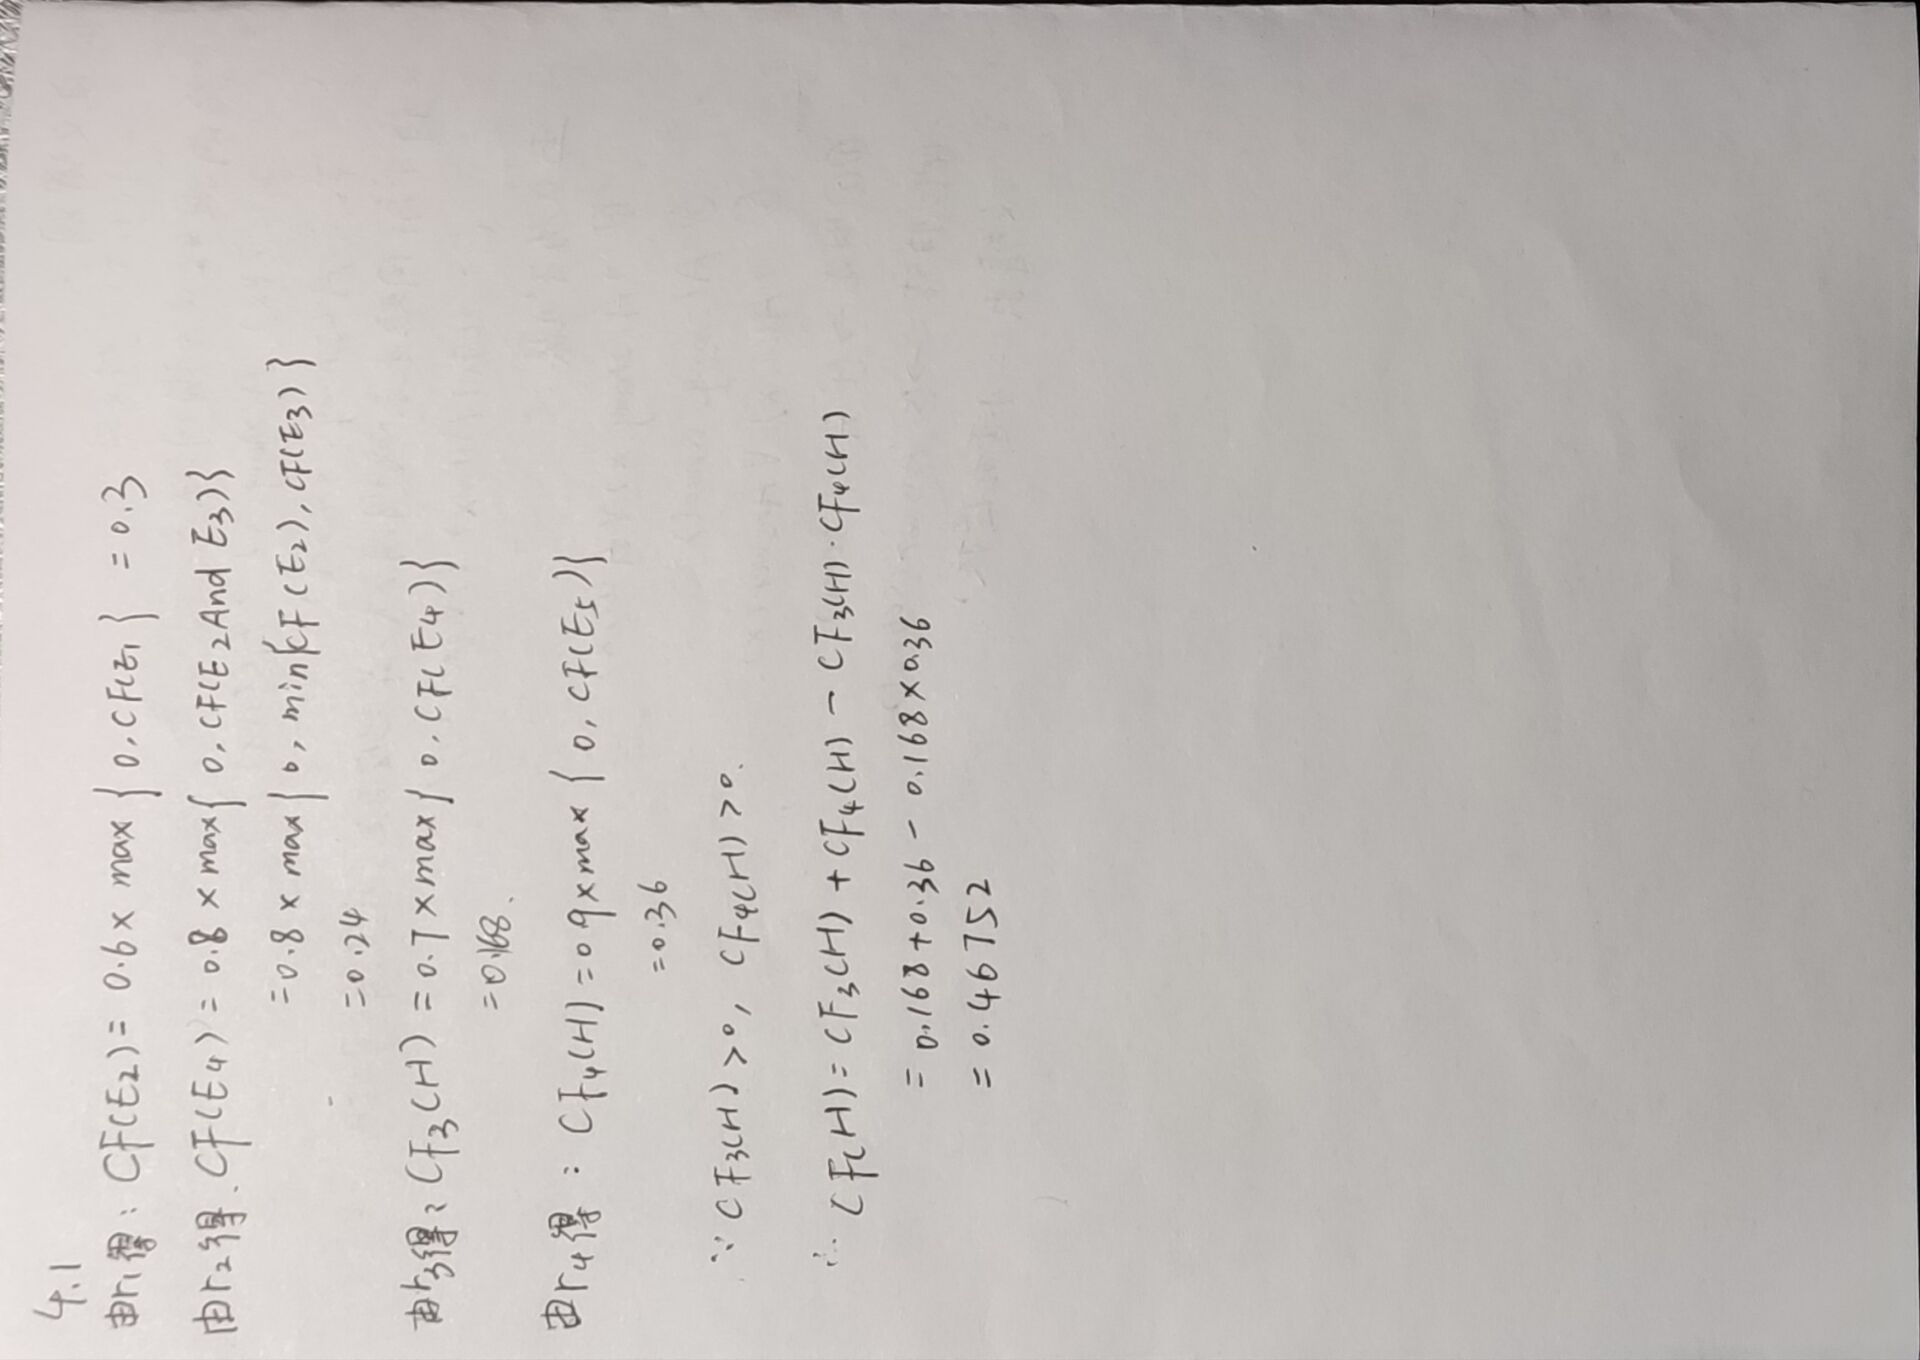 4.1
由r1得: CF(E2) = 0.6 × max { 0, CF(E1 } = 0.3
由r2得. CF(E4) = 0.8 × max { 0, CF(E2 And E3)}
= 0.8 × max { 0, min{CF(E2), CF(E3)}
= 0.24
由r3得: CF3(H) = 0.7 × max { 0, CF(E4)}
= 0.168.
由r4得: CF4(H) = 0.9 × max { 0, CF(E5)}
= 0.36
∵ CF3(H) > 0, CF4(H) > 0.
∴ CF(H) = CF3(H) + CF4(H) - CF3(H) · CF4(H)
= 0.168 + 0.36 - 0.168 × 0.36
= 0.46752